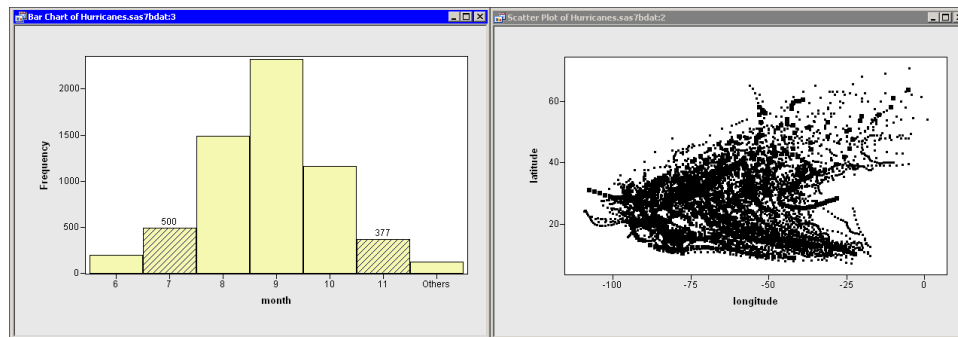 Bar Chart of Hurricanes.sas7bdat:3
Frequency
2000
1500
1000
500
0
500
377
6 7 8 9 10 11 Others
month
Scatter Plot of Hurricanes.sas7bdat:2
latitude
60
40
20
-100 -75 -50 -25 0
longitude